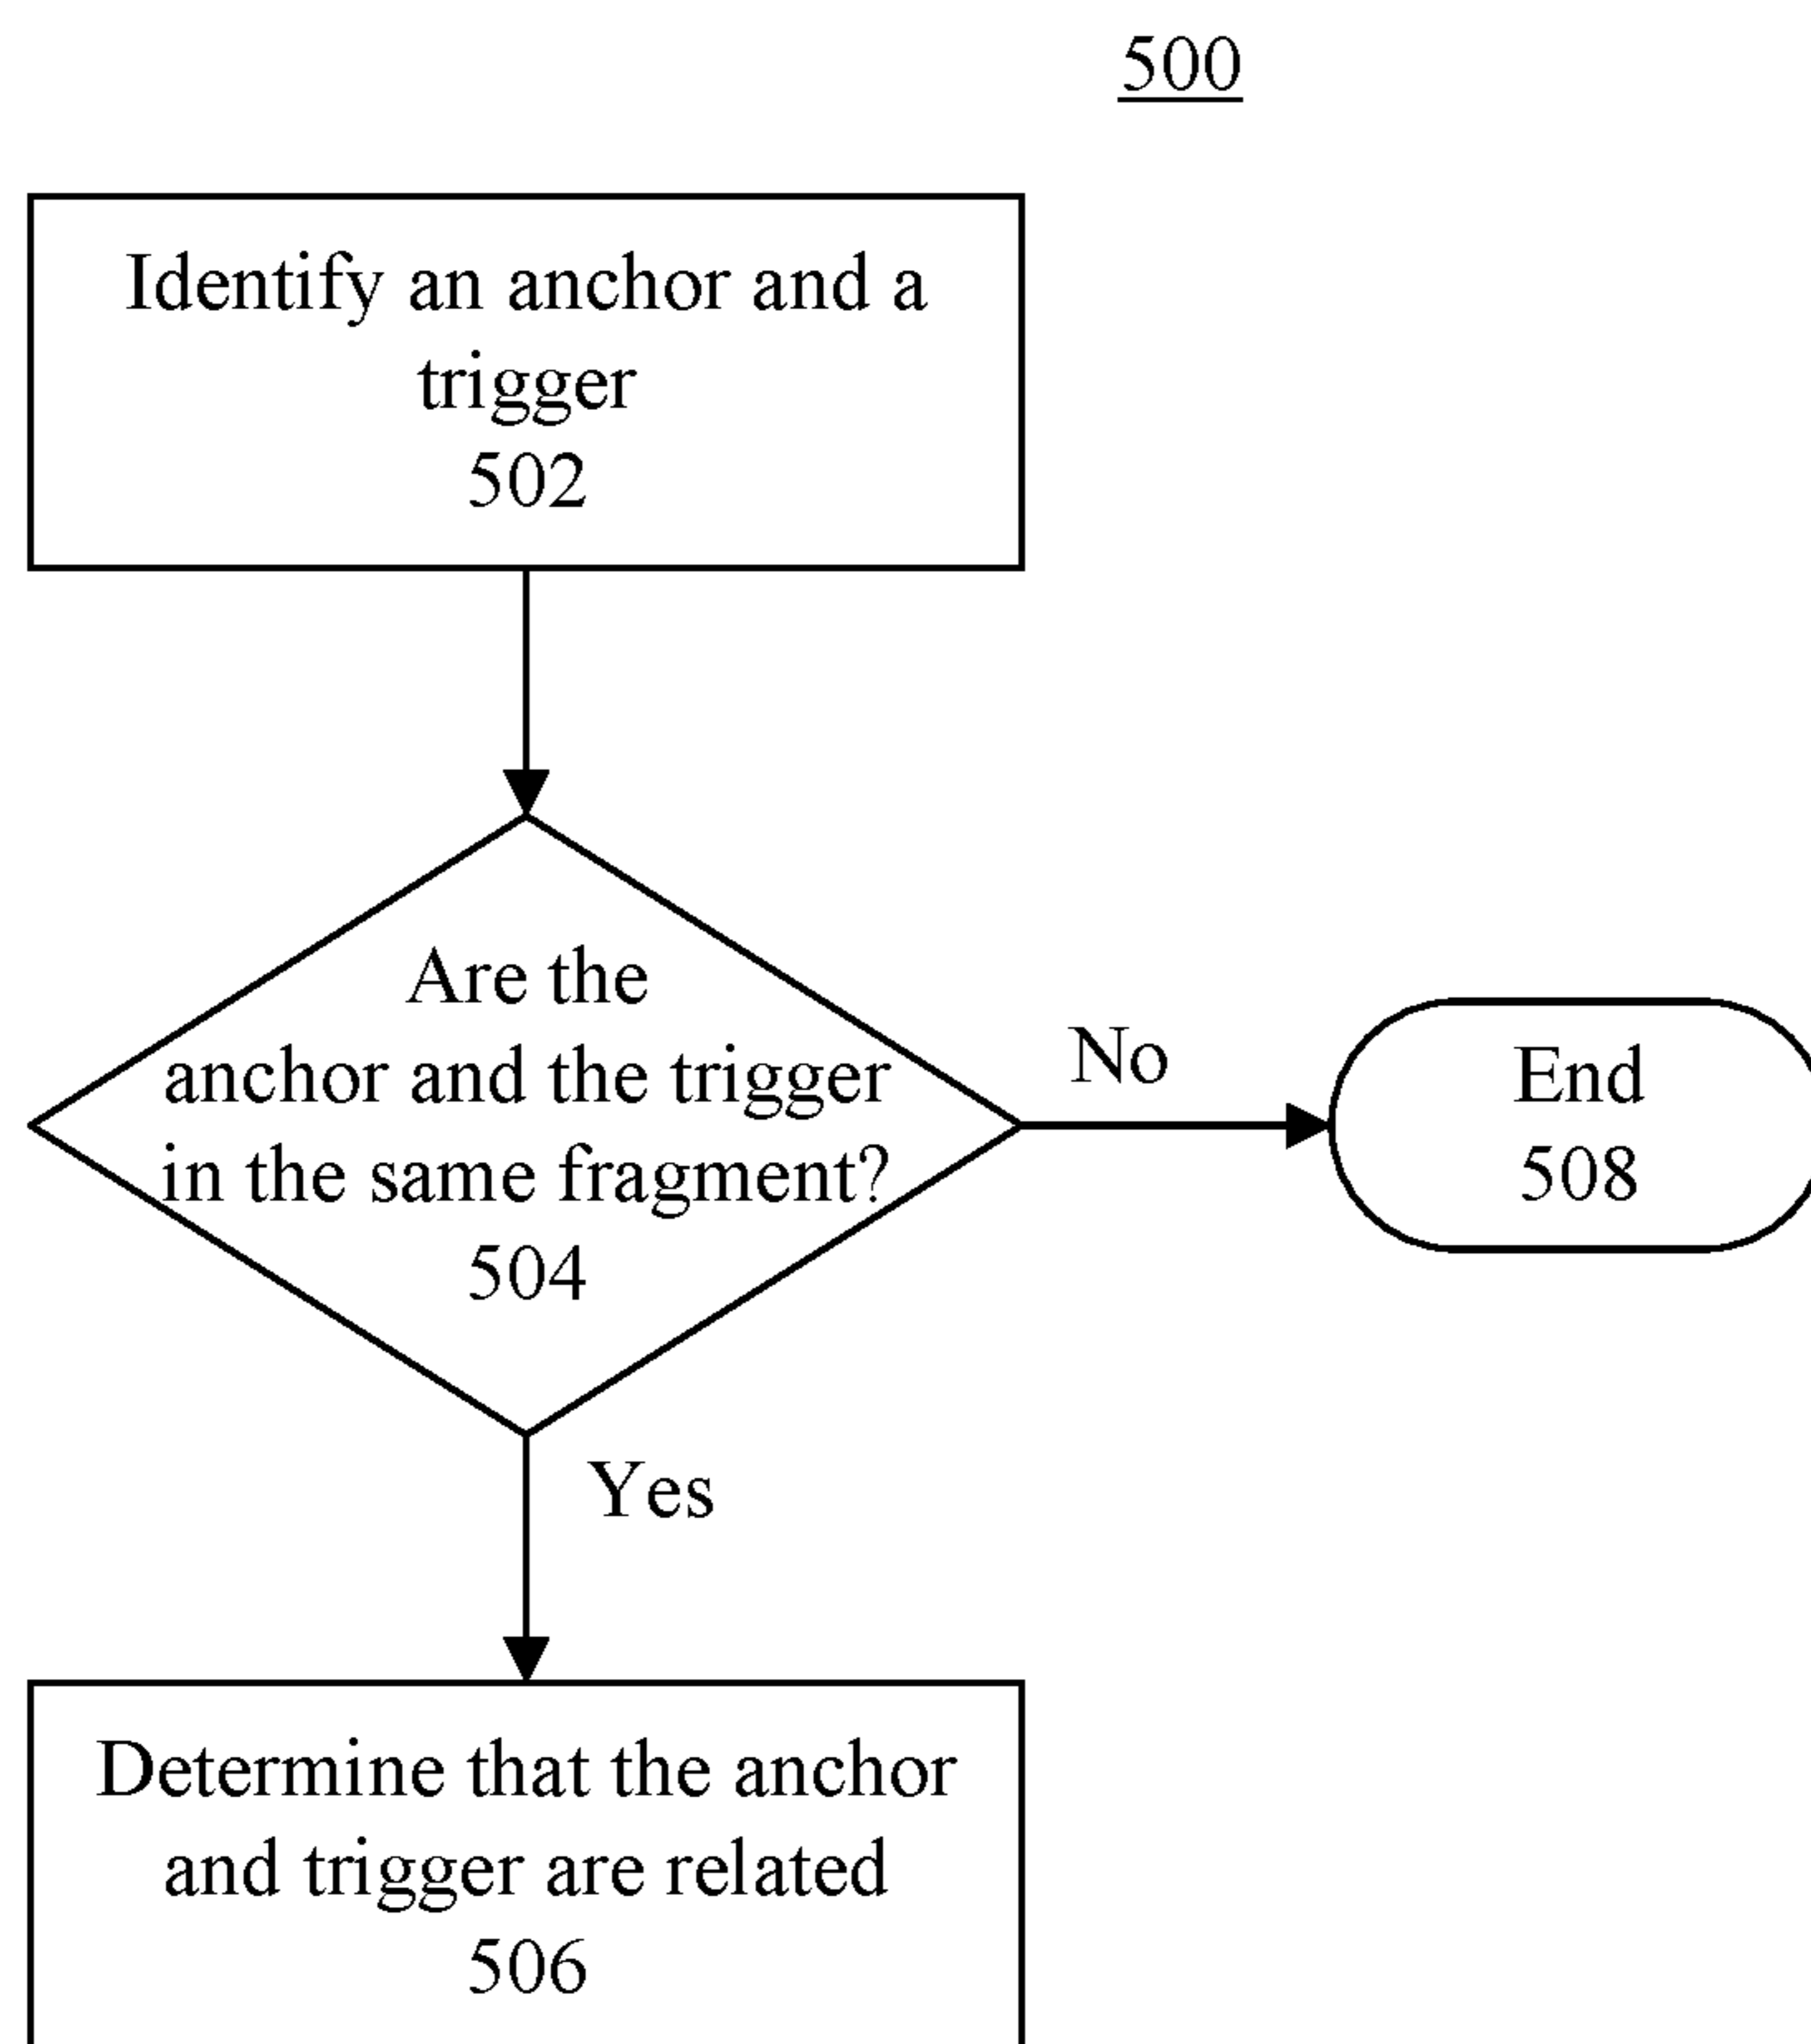 500
Identify an anchor and a
trigger
502
Are the
anchor and the trigger
in the same fragment?
504
No
End
508
Yes
Determine that the anchor
and trigger are related
506